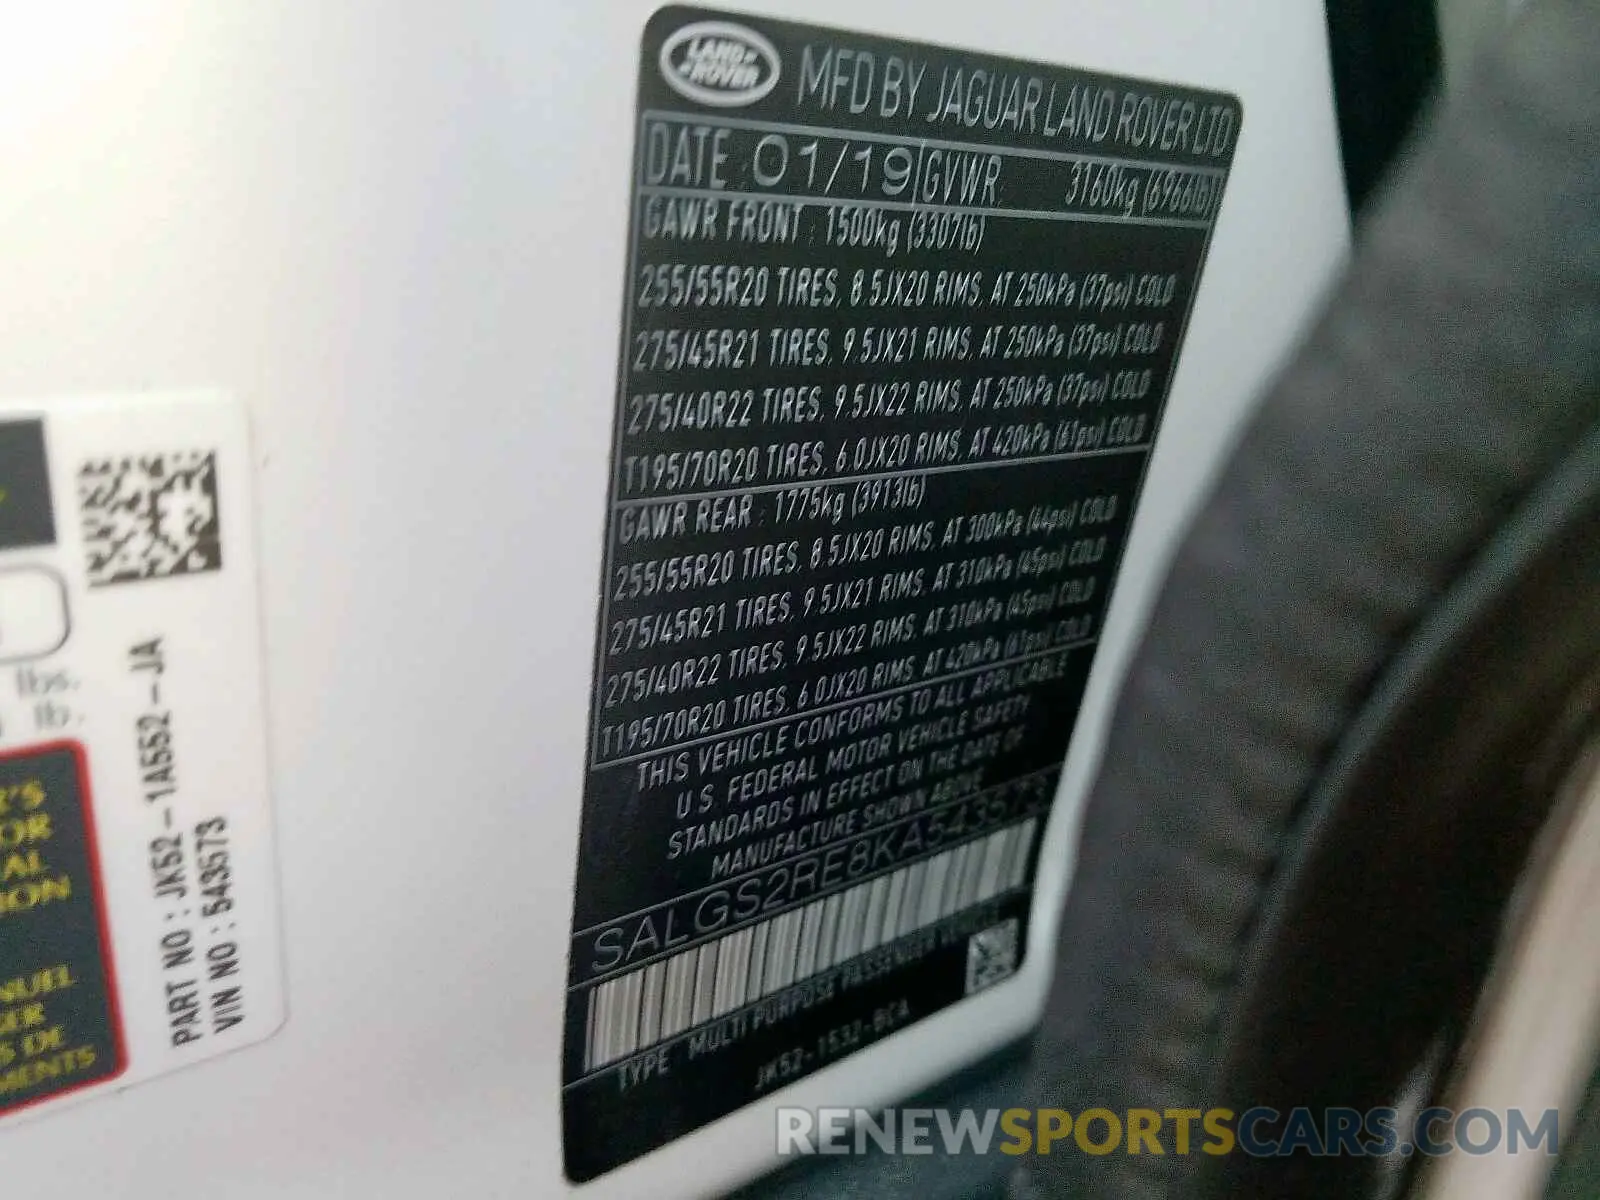 LAND ROVER
MFD BY JAGUAR LAND ROVER LTD
DATE : 01/19 GVWR : 3160kg (6966lb)
GAWR FRONT : 1500kg (3307lb)
255/55R20 TIRES, 8.5JX20 RIMS, AT 250kPa (37psi) COLD
275/45R21 TIRES, 9.5JX21 RIMS, AT 250kPa (37psi) COLD
275/40R22 TIRES, 9.5JX22 RIMS, AT 250kPa (37psi) COLD
T195/70R20 TIRES, 6.0JX20 RIMS, AT 420kPa (61psi) COLD
GAWR REAR : 1775kg (3913lb)
255/55R20 TIRES, 8.5JX20 RIMS, AT 300kPa (44psi) COLD
275/45R21 TIRES, 9.5JX21 RIMS, AT 310kPa (45psi) COLD
275/40R22 TIRES, 9.5JX22 RIMS, AT 310kPa (45psi) COLD
T195/70R20 TIRES, 6.0JX20 RIMS, AT 420kPa (61psi) COLD
THIS VEHICLE CONFORMS TO ALL APPLICABLE
U.S. FEDERAL MOTOR VEHICLE SAFETY
STANDARDS IN EFFECT ON THE DATE OF
MANUFACTURE SHOWN ABOVE
SALGS2RE8KA543573
TYPE MULTI PURPOSE PASSENGER VEHICLE
JK52-1532-BCA
lbs.
lb.
PART NO : JK52-1A552-JA
VIN NO : 543573
R'S
OR
AL
ION
NUEL
GER
S DE
MENTS
RENEWSPORTSCARS.COM